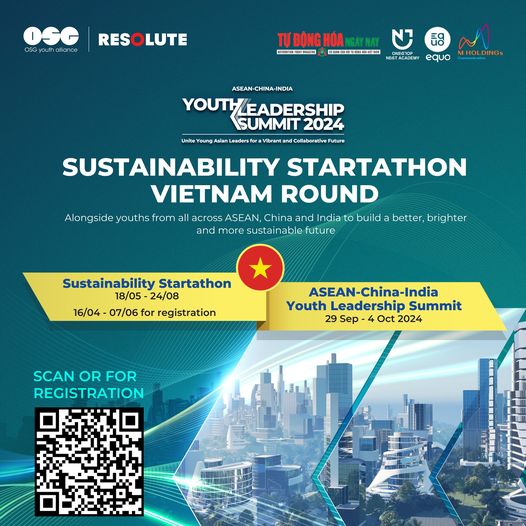 OSG
OSG youth alliance
RESOLUTE
TỰ ĐỘNG HÓA NGÀY NAY
NJ
equo
M HOLDINGs
ASEAN-CHINA-INDIA
YOUTH LEADERSHIP
SUMMIT 2024
Unite Young Asian Leaders for a Vibrant and Collaborative Future
SUSTAINABILITY STARTATHON
VIETNAM ROUND
Alongside youths from all across ASEAN, China and India to build a better, brighter
and more sustainable future
Sustainability Startathon
18/05 - 24/08
16/04 - 07/06 for registration
ASEAN-China-India
Youth Leadership Summit
29 Sep - 4 Oct 2024
SCAN OR FOR
REGISTRATION